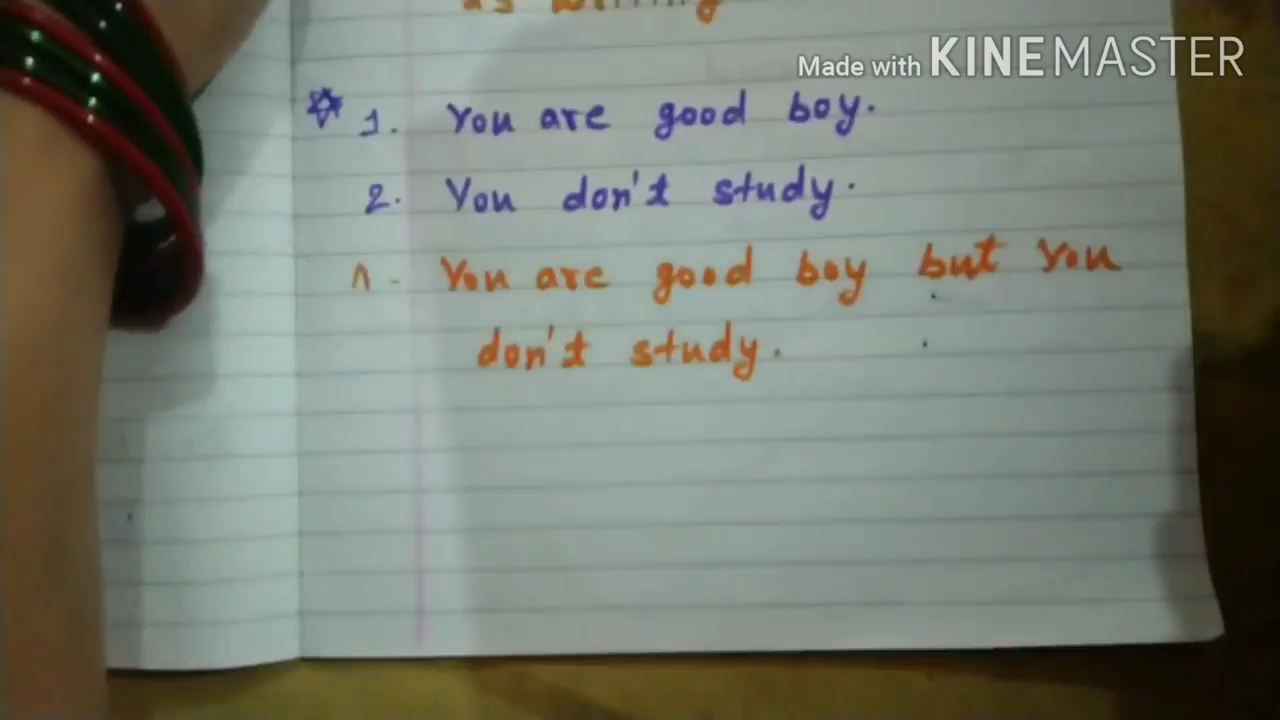 Made with KINEMASTER
1. You are good boy.
2. You don't study.
You are good boy but you
don't study.